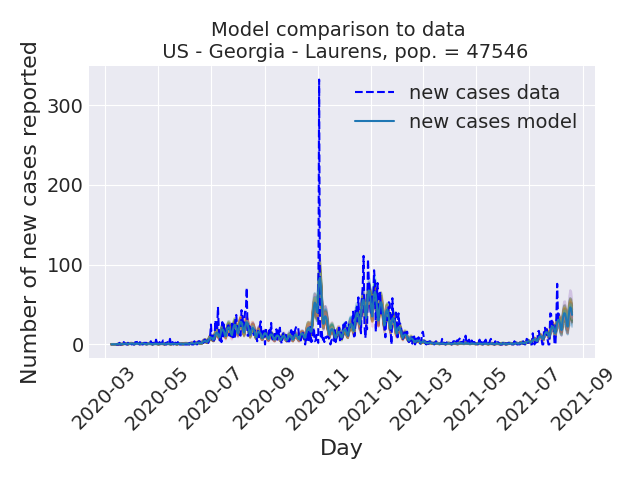 Model comparison to data
US - Georgia - Laurens, pop. = 47546
Number of new cases reported
300
200
100
0
new cases data
new cases model
2020-03
2020-05
2020-07
2020-09
2020-11
2021-01
2021-03
2021-05
2021-07
2021-09
Day